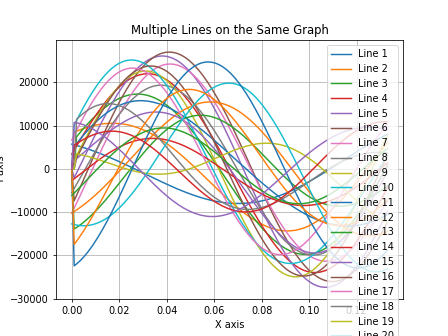 Multiple Lines on the Same Graph
20000
10000
0
−10000
−20000
−30000
0.00
0.02
0.04
0.06
0.08
0.10
X axis
Line 1
Line 2
Line 3
Line 4
Line 5
Line 6
Line 7
Line 8
Line 9
Line 10
Line 11
Line 12
Line 13
Line 14
Line 15
Line 16
Line 17
Line 18
Line 19
Line 20